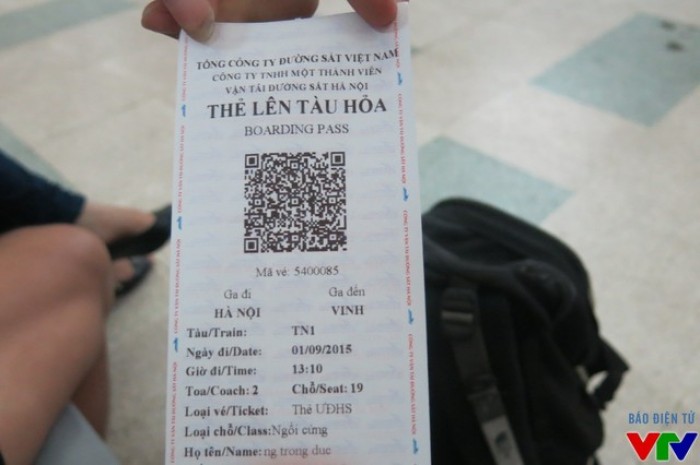 TỔNG CÔNG TY ĐƯỜNG SẮT VIỆT NAM
CÔNG TY TNHH MỘT THÀNH VIÊN
VẬN TẢI ĐƯỜNG SẮT HÀ NỘI
THẺ LÊN TÀU HỎA
BOARDING PASS
Mã vé: 5400085
Ga đi Ga đến
HÀ NỘI VINH
Tàu/Train: TN1
Ngày đi/Date: 01/09/2015
Giờ đi/Time: 13:10
Toa/Coach: 2 Chỗ/Seat: 19
Loại vé/Ticket: Thẻ UĐHS
Loại chỗ/Class: Ngồi cứng
Họ tên/Name: ng trong duc
BÁO ĐIỆN TỬ
VTV